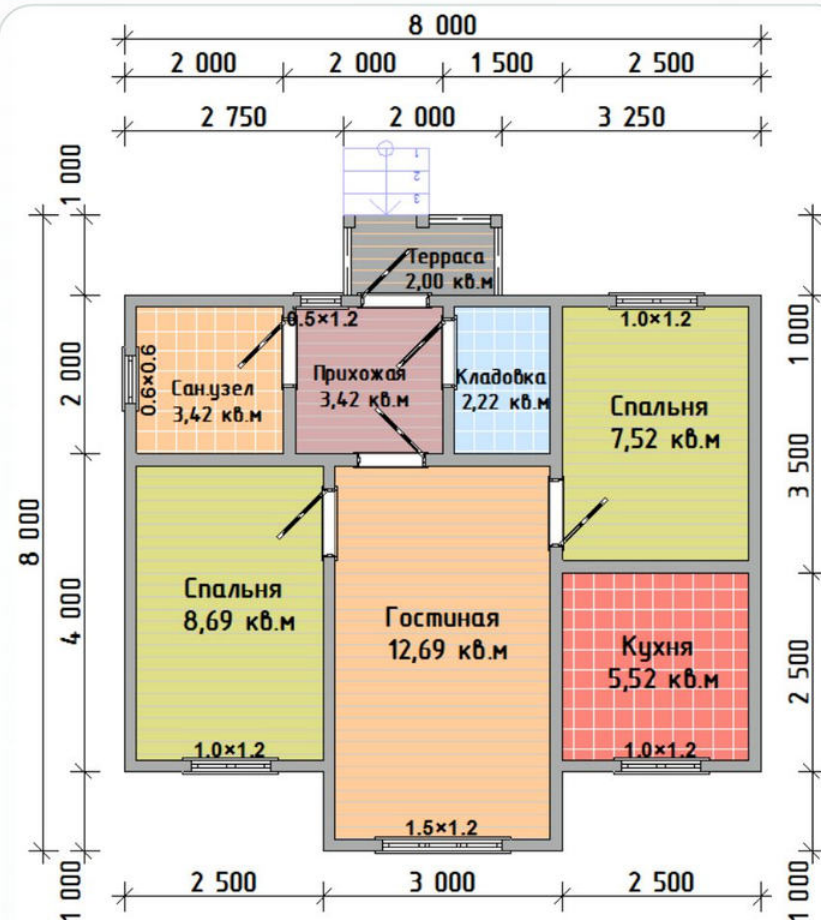 8 000
2 000
2 000
1 500
2 500
2 750
2 000
3 250
1 000
1
2
3
Терраса
2,00 кв.м
0.5×1.2
1.0×1.2
1 000
2 000
0.6×0.6
Сан.узел
3,42 кв.м
Прихожая
3,42 кв.м
Кладовка
2,22 кв.м
Спальня
7,52 кв.м
3 500
8 000
4 000
Спальня
8,69 кв.м
Гостиная
12,69 кв.м
Кухня
5,52 кв.м
2 500
1.0×1.2
1.0×1.2
1.5×1.2
1 000
2 500
3 000
2 500
1 000